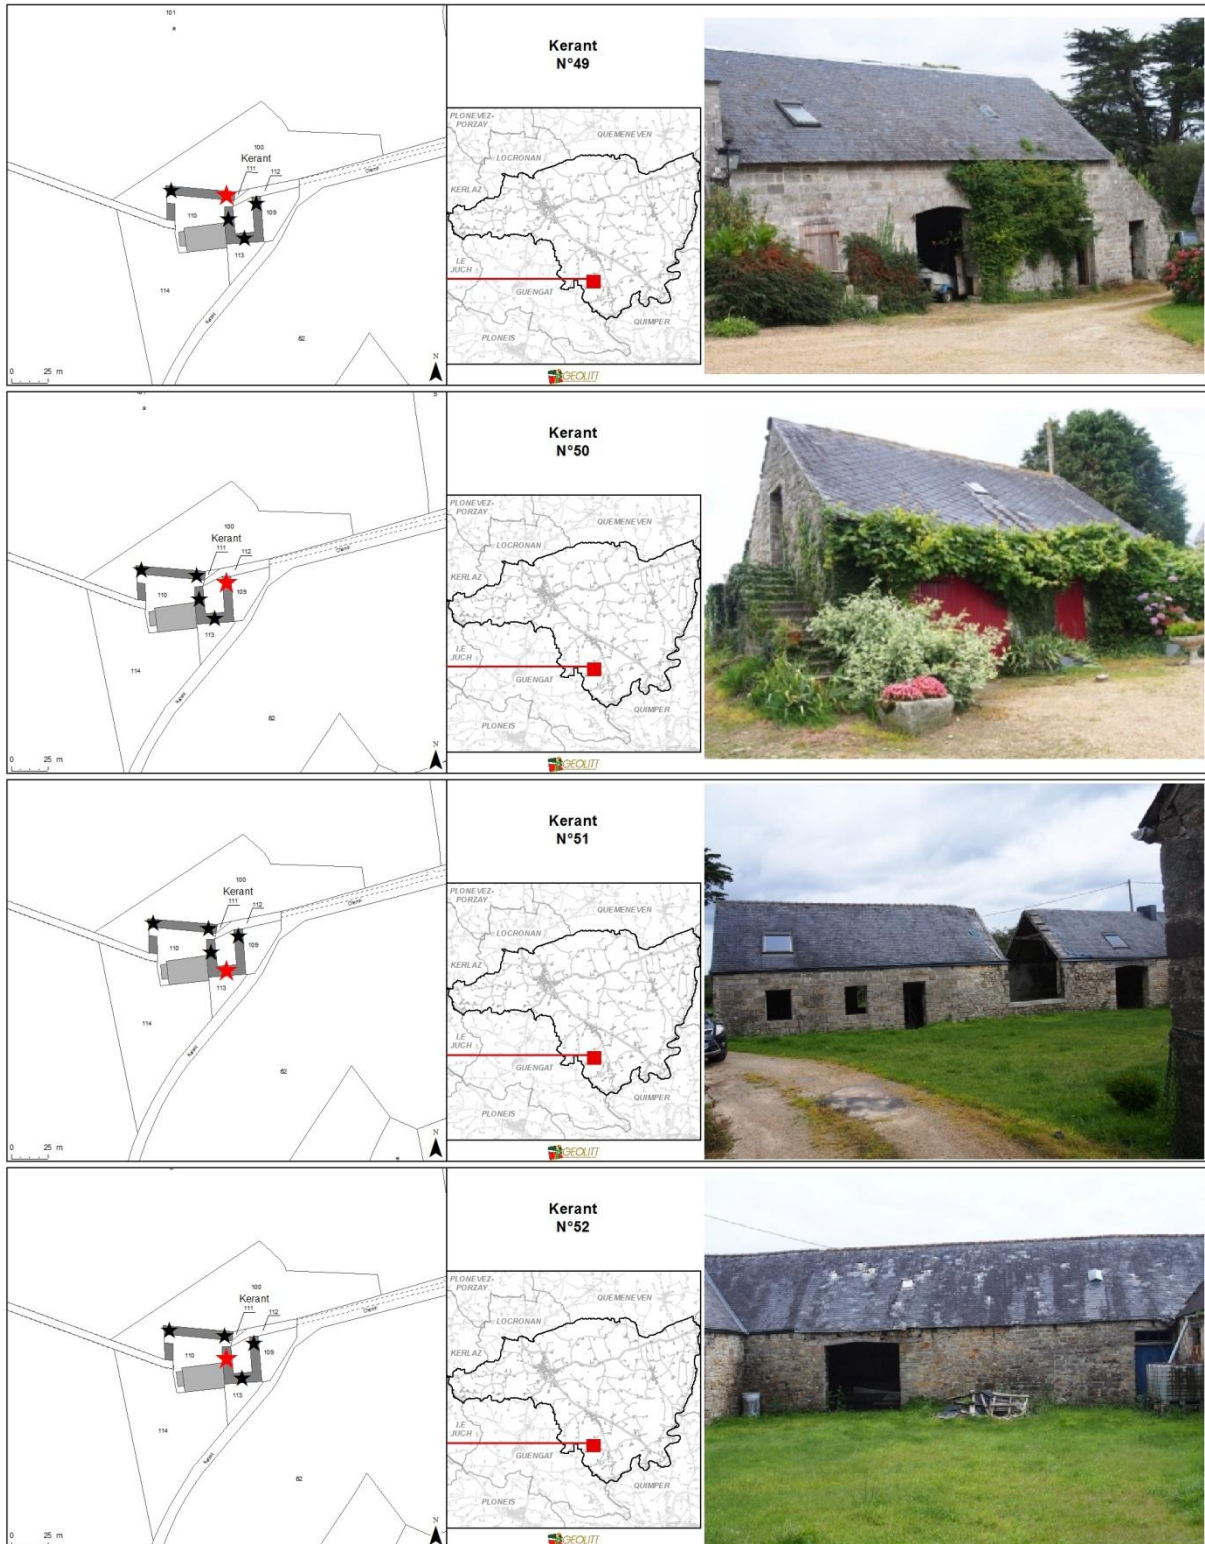 101
a
100
Kerant
111
112
110
109
113
114
82
0 25 m
N
Kerant
N°49
PLONEVEZ-
PORZAY
QUEMENEVEN
LOCRONAN
KERLAZ
LE
JUCH
GUENGAT
QUIMPER
PLONEIS
GEOLITT
a
100
Kerant
111
112
110
109
113
114
82
0 25 m
N
Kerant
N°50
PLONEVEZ-
PORZAY
QUEMENEVEN
LOCRONAN
KERLAZ
LE
JUCH
GUENGAT
QUIMPER
PLONEIS
GEOLITT
100
Kerant
111
112
110
109
113
114
82
0 25 m
N
Kerant
N°51
PLONEVEZ-
PORZAY
QUEMENEVEN
LOCRONAN
KERLAZ
LE
JUCH
GUENGAT
QUIMPER
PLONEIS
GEOLITT
100
Kerant
111
112
110
109
113
114
82
0 25 m
N
Kerant
N°52
PLONEVEZ-
PORZAY
QUEMENEVEN
LOCRONAN
KERLAZ
LE
JUCH
GUENGAT
QUIMPER
PLONEIS
GEOLITT